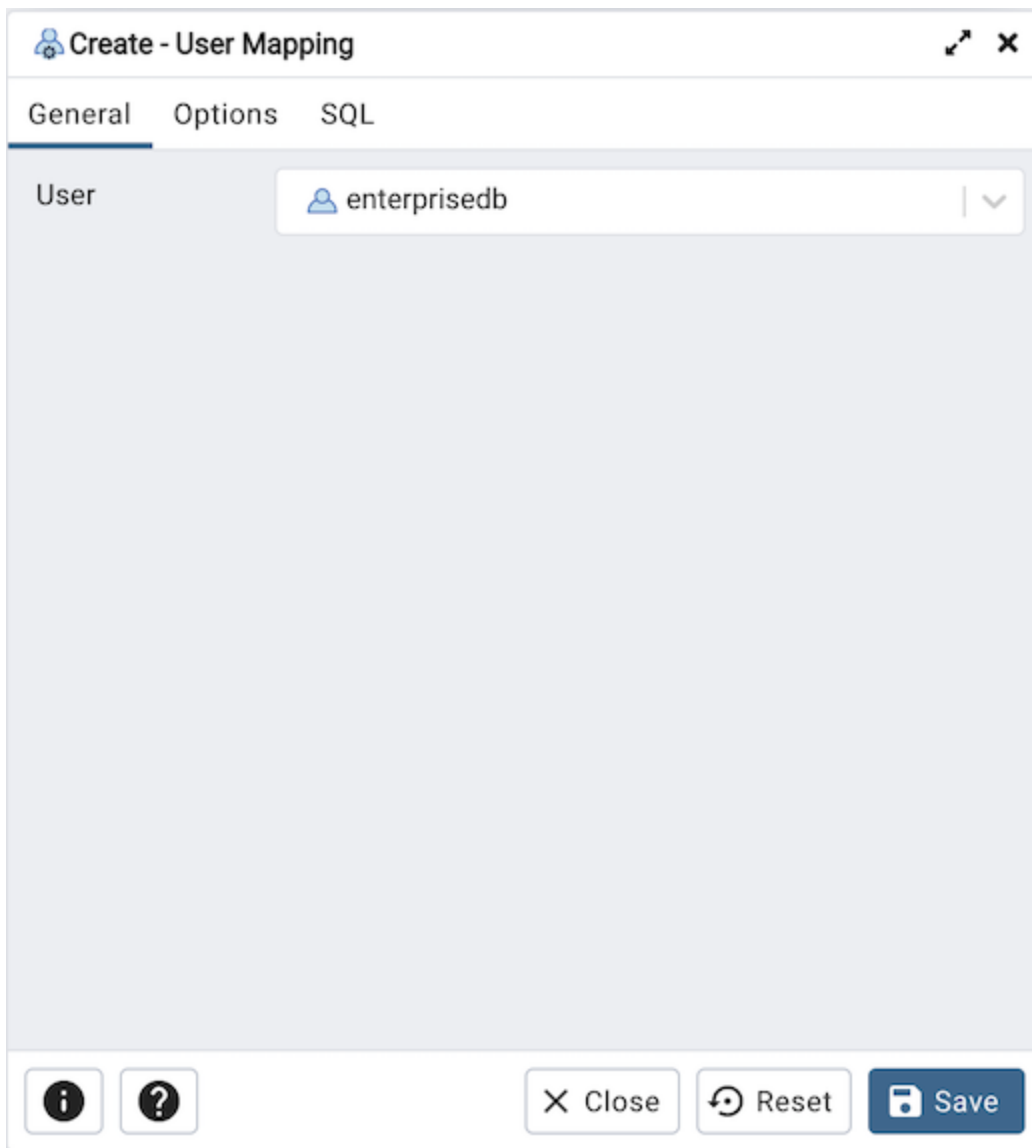 Create - User Mapping
General Options SQL
User enterprisedb
Close Reset Save